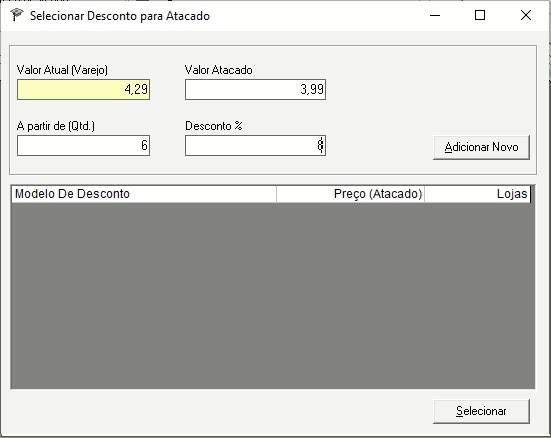 Selecionar Desconto para Atacado
Valor Atual (Varejo) Valor Atacado
4,29 3,99
A partir de (Qtd.) Desconto %
6 8 Adicionar Novo
Modelo De Desconto Preço (Atacado) Lojas
Selecionar